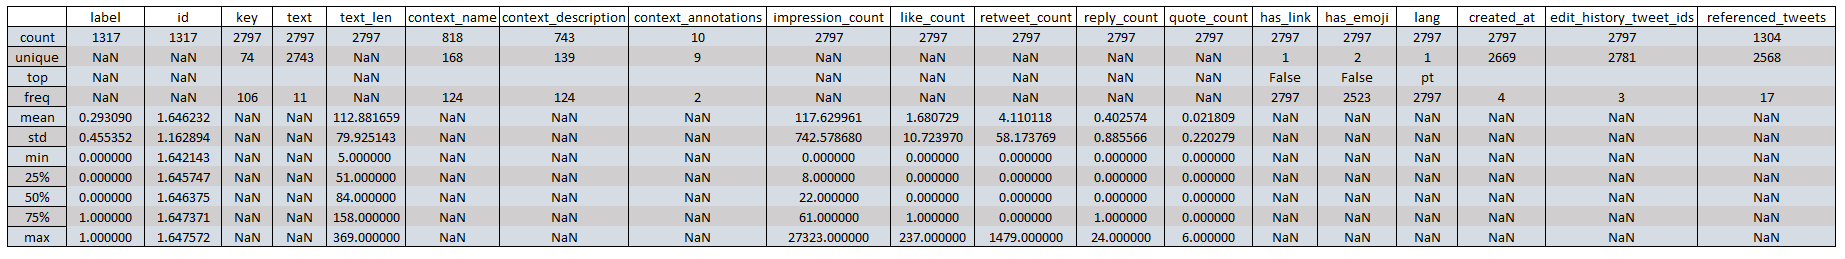 label id key text text_len context_name context_description context_annotations impression_count like_count retweet_count reply_count quote_count has_link has_emoji lang created_at edit_history_tweet_ids referenced_tweets
count 1317 1317 2797 2797 2797 818 743 10 2797 2797 2797 2797 2797 2797 2797 2797 2797 2797 1304
unique NaN NaN 74 2743 NaN 168 139 9 NaN NaN NaN NaN NaN 1 2 1 2669 2781 2568
top NaN NaN NaN NaN NaN NaN NaN NaN False False pt
freq NaN NaN 106 11 NaN 124 124 2 NaN NaN NaN NaN NaN 2797 2523 2797 4 3 17
mean 0.293090 1.646232 NaN NaN 112.881659 NaN NaN NaN 117.629961 1.680729 4.110118 0.402574 0.021809 NaN NaN NaN NaN NaN NaN
std 0.455352 1.162894 NaN NaN 79.925143 NaN NaN NaN 742.578680 10.723970 58.173769 0.885566 0.220279 NaN NaN NaN NaN NaN NaN
min 0.000000 1.642143 NaN NaN 5.000000 NaN NaN NaN 0.000000 0.000000 0.000000 0.000000 0.000000 NaN NaN NaN NaN NaN NaN
25% 0.000000 1.645747 NaN NaN 51.000000 NaN NaN NaN 8.000000 0.000000 0.000000 0.000000 0.000000 NaN NaN NaN NaN NaN NaN
50% 0.000000 1.646375 NaN NaN 84.000000 NaN NaN NaN 22.000000 0.000000 0.000000 0.000000 0.000000 NaN NaN NaN NaN NaN NaN
75% 1.000000 1.647371 NaN NaN 158.000000 NaN NaN NaN 61.000000 1.000000 0.000000 1.000000 0.000000 NaN NaN NaN NaN NaN NaN
max 1.000000 1.647572 NaN NaN 369.000000 NaN NaN NaN 27323.000000 237.000000 1479.000000 24.000000 6.000000 NaN NaN NaN NaN NaN NaN